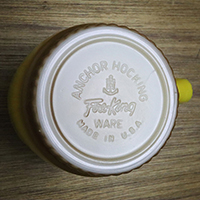 ANCHOR HOCKING
Fire-King
WARE
MADE IN U.S.A.